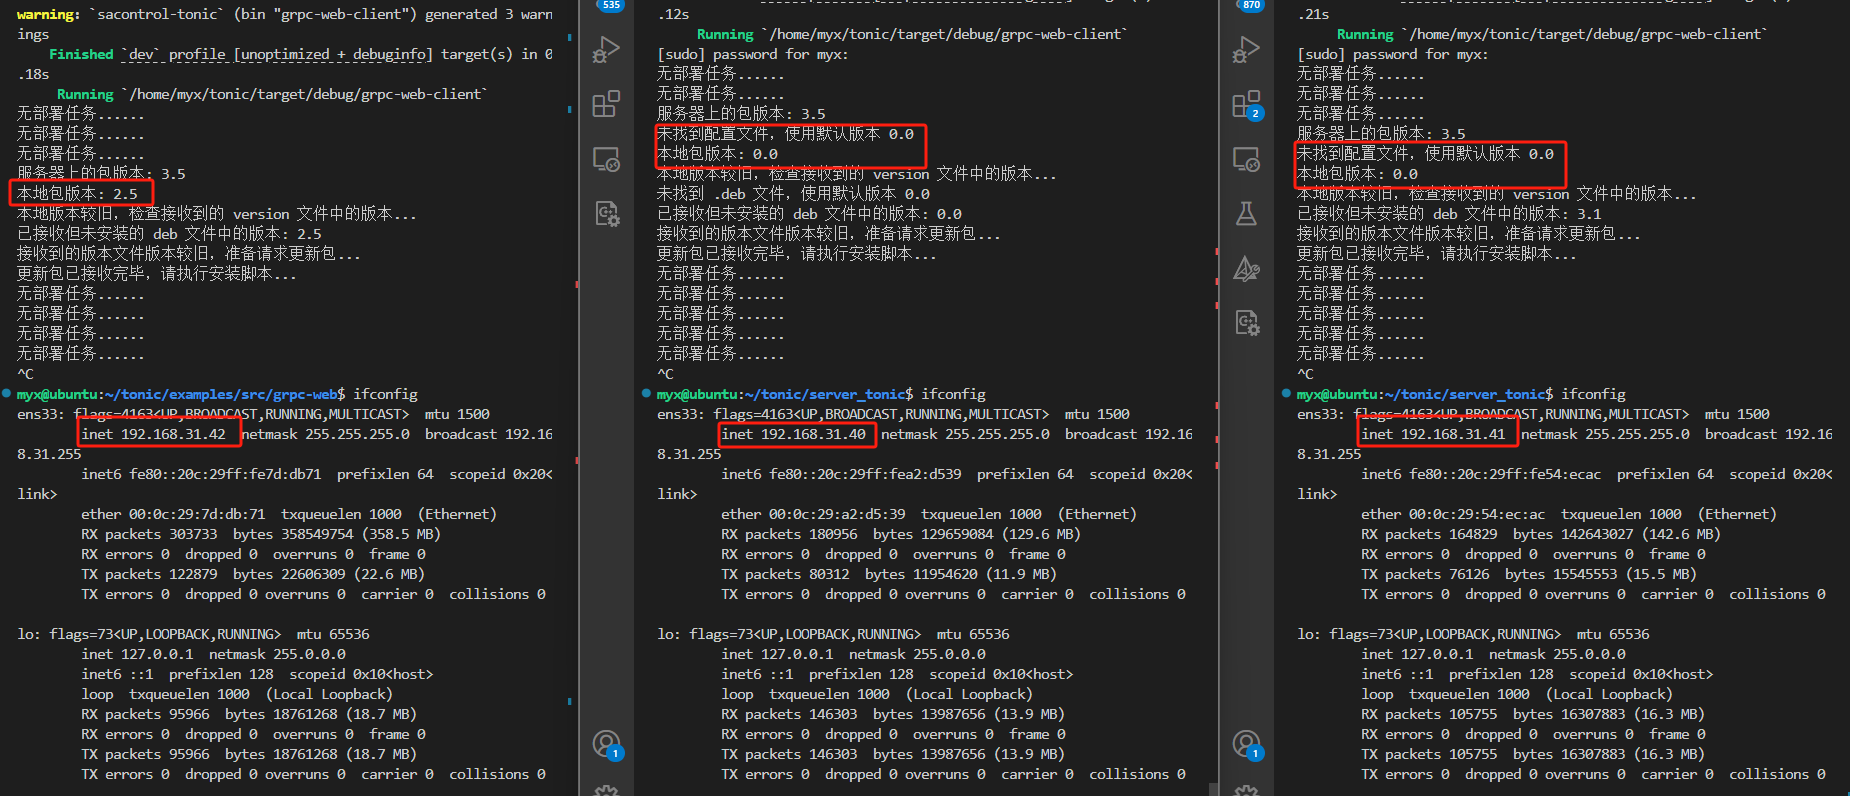 warning: `sacontrol-tonic` (bin "grpc-web-client") generated 3 warn
ings
Finished `dev` profile [unoptimized + debuginfo] target(s) in 0
.18s
Running `/home/myx/tonic/target/debug/grpc-web-client`
无部署任务......
无部署任务......
无部署任务......
服务器上的包版本: 3.5
本地包版本: 2.5
本地版本较旧, 检查接收到的 version 文件中的版本...
已接收但未安装的 deb 文件中的版本: 2.5
接收到的版本文件版本较旧, 准备请求更新包...
更新包已接收完毕, 请执行安装脚本...
无部署任务......
无部署任务......
无部署任务......
无部署任务......
^C
myx@ubuntu:~/tonic/examples/src/grpc-web$ ifconfig
ens33: flags=4163<UP,BROADCAST,RUNNING,MULTICAST>  mtu 1500
inet 192.168.31.42  netmask 255.255.255.0  broadcast 192.16
8.31.255
inet6 fe80::20c:29ff:fe7d:db71  prefixlen 64  scopeid 0x20<
link>
ether 00:0c:29:7d:db:71  txqueuelen 1000  (Ethernet)
RX packets 303733  bytes 358549754 (358.5 MB)
RX errors 0  dropped 0  overruns 0  frame 0
TX packets 122879  bytes 22606309 (22.6 MB)
TX errors 0  dropped 0 overruns 0  carrier 0  collisions 0
lo: flags=73<UP,LOOPBACK,RUNNING>  mtu 65536
inet 127.0.0.1  netmask 255.0.0.0
inet6 ::1  prefixlen 128  scopeid 0x10<host>
loop  txqueuelen 1000  (Local Loopback)
RX packets 95966  bytes 18761268 (18.7 MB)
RX errors 0  dropped 0  overruns 0  frame 0
TX packets 95966  bytes 18761268 (18.7 MB)
TX errors 0  dropped 0 overruns 0  carrier 0  collisions 0
535
1
.12s
Running `/home/myx/tonic/target/debug/grpc-web-client`
[sudo] password for myx:
无部署任务......
无部署任务......
服务器上的包版本: 3.5
未找到配置文件, 使用默认版本 0.0
本地包版本: 0.0
本地版本较旧, 检查接收到的 version 文件中的版本...
未找到 .deb 文件, 使用默认版本 0.0
已接收但未安装的 deb 文件中的版本: 0.0
接收到的版本文件版本较旧, 准备请求更新包...
更新包已接收完毕, 请执行安装脚本...
无部署任务......
无部署任务......
无部署任务......
无部署任务......
无部署任务......
^C
myx@ubuntu:~/tonic/server_tonic$ ifconfig
ens33: flags=4163<UP,BROADCAST,RUNNING,MULTICAST>  mtu 1500
inet 192.168.31.40  netmask 255.255.255.0  broadcast 192.16
8.31.255
inet6 fe80::20c:29ff:fea2:d539  prefixlen 64  scopeid 0x20<
link>
ether 00:0c:29:a2:d5:39  txqueuelen 1000  (Ethernet)
RX packets 180956  bytes 129659084 (129.6 MB)
RX errors 0  dropped 0  overruns 0  frame 0
TX packets 80312  bytes 11954620 (11.9 MB)
TX errors 0  dropped 0 overruns 0  carrier 0  collisions 0
lo: flags=73<UP,LOOPBACK,RUNNING>  mtu 65536
inet 127.0.0.1  netmask 255.0.0.0
inet6 ::1  prefixlen 128  scopeid 0x10<host>
loop  txqueuelen 1000  (Local Loopback)
RX packets 146303  bytes 13987656 (13.9 MB)
RX errors 0  dropped 0  overruns 0  frame 0
TX packets 146303  bytes 13987656 (13.9 MB)
TX errors 0  dropped 0 overruns 0  carrier 0  collisions 0
870
2
1
.21s
Running `/home/myx/tonic/target/debug/grpc-web-client`
[sudo] password for myx:
无部署任务......
无部署任务......
无部署任务......
服务器上的包版本: 3.5
未找到配置文件, 使用默认版本 0.0
本地包版本: 0.0
本地版本较旧, 检查接收到的 version 文件中的版本...
已接收但未安装的 deb 文件中的版本: 3.1
接收到的版本文件版本较旧, 准备请求更新包...
更新包已接收完毕, 请执行安装脚本...
无部署任务......
无部署任务......
无部署任务......
无部署任务......
无部署任务......
^C
myx@ubuntu:~/tonic/server_tonic$ ifconfig
ens33: flags=4163<UP,BROADCAST,RUNNING,MULTICAST>  mtu 1500
inet 192.168.31.41  netmask 255.255.255.0  broadcast 192.16
8.31.255
inet6 fe80::20c:29ff:fe54:ecac  prefixlen 64  scopeid 0x20<
link>
ether 00:0c:29:54:ec:ac  txqueuelen 1000  (Ethernet)
RX packets 164829  bytes 142643027 (142.6 MB)
RX errors 0  dropped 0  overruns 0  frame 0
TX packets 76126  bytes 15545553 (15.5 MB)
TX errors 0  dropped 0 overruns 0  carrier 0  collisions 0
lo: flags=73<UP,LOOPBACK,RUNNING>  mtu 65536
inet 127.0.0.1  netmask 255.0.0.0
inet6 ::1  prefixlen 128  scopeid 0x10<host>
loop  txqueuelen 1000  (Local Loopback)
RX packets 105755  bytes 16307883 (16.3 MB)
RX errors 0  dropped 0  overruns 0  frame 0
TX packets 105755  bytes 16307883 (16.3 MB)
TX errors 0  dropped 0 overruns 0  carrier 0  collisions 0